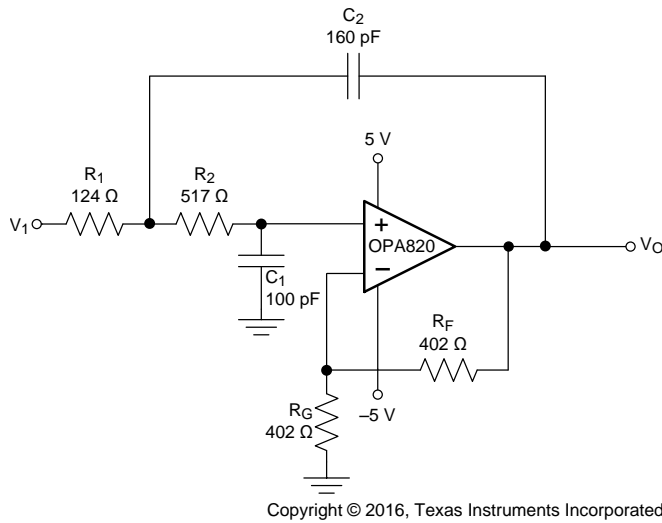 C2
160 pF
5 V
R1
124 Ω
R2
517 Ω
V1
+
OPA820
−
VO
C1
100 pF
RF
402 Ω
–5 V
RG
402 Ω
Copyright © 2016, Texas Instruments Incorporated